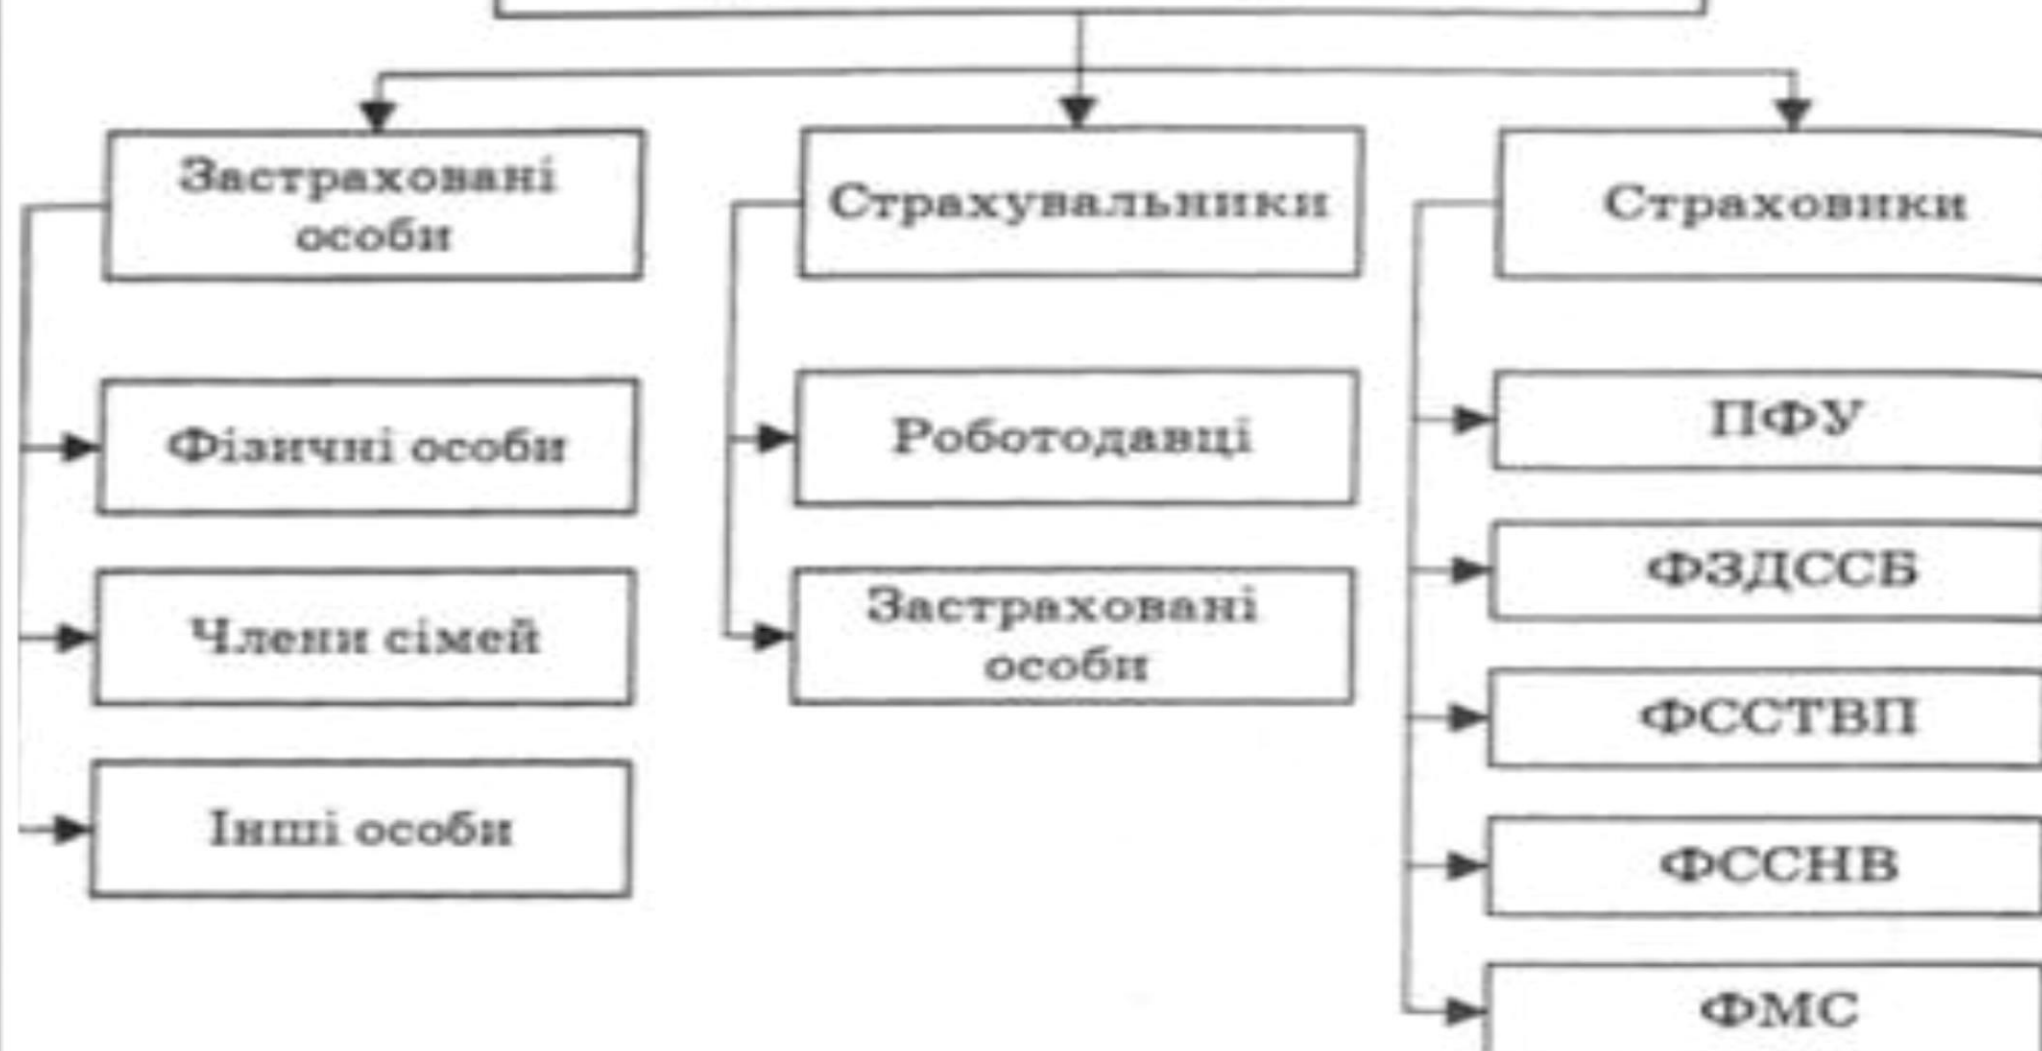 Застраховані
особи
Страхувальники
Страховики
Фізичні особи
Роботодавці
ПФУ
Члени сімей
Застраховані
особи
ФЗДССБ
Інші особи
ФССТВП
ФССНВ
ФМС